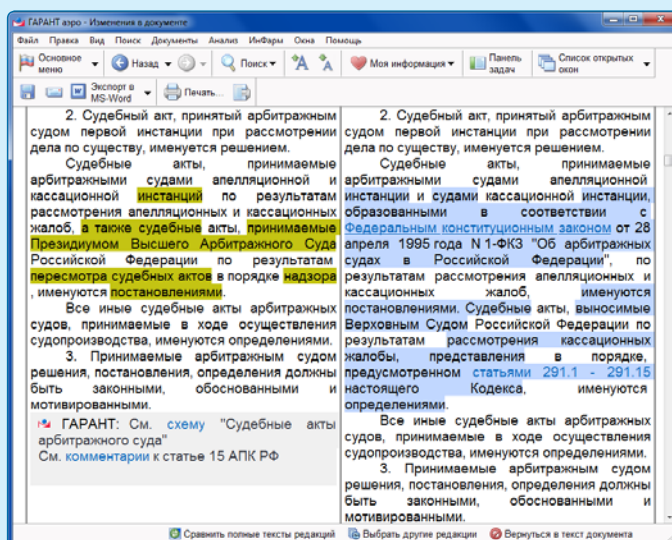 ГАРАНТ аэро - Изменения в документе
Файл Правка Вид Поиск Документы Анализ ИнФарм Окна Помощь
Основное меню
Назад
Поиск
Моя информация
Панель задач
Список открытых окон
Экспорт в MS-Word
Печать...
2. Судебный акт, принятый арбитражным
судом первой инстанции при рассмотрении
дела по существу, именуется решением.
Судебные акты, принимаемые
арбитражными судами апелляционной и
кассационной инстанций по результатам
рассмотрения апелляционных и кассационных
жалоб, а также судебные акты, принимаемые
Президиумом Высшего Арбитражного Суда
Российской Федерации по результатам
пересмотра судебных актов в порядке надзора
, именуются постановлениями.
Все иные судебные акты арбитражных
судов, принимаемые в ходе осуществления
судопроизводства, именуются определениями.
3. Принимаемые арбитражным судом
решения, постановления, определения должны
быть законными, обоснованными и
мотивированными.
ГАРАНТ: См. схему "Судебные акты
арбитражного суда"
См. комментарии к статье 15 АПК РФ
2. Судебный акт, принятый арбитражным
судом первой инстанции при рассмотрении
дела по существу, именуется решением.
Судебные акты, принимаемые
арбитражными судами апелляционной
инстанции и судами кассационной инстанции,
образованными в соответствии с
Федеральным конституционным законом от 28
апреля 1995 года N 1-ФКЗ "Об арбитражных
судах в Российской Федерации", по
результатам рассмотрения апелляционных и
кассационных жалоб, именуются
постановлениями. Судебные акты, выносимые
Верховным Судом Российской Федерации по
результатам рассмотрения кассационных
жалобы, представления в порядке,
предусмотренном статьями 291.1 - 291.15
настоящего Кодекса, именуются
определениями.
Все иные судебные акты арбитражных
судов, принимаемые в ходе осуществления
судопроизводства, именуются определениями.
3. Принимаемые арбитражным судом
решения, постановления, определения должны
быть законными, обоснованными и
мотивированными.
Сравнить полные тексты редакций
Выбрать другие редакции
Вернуться в текст документа